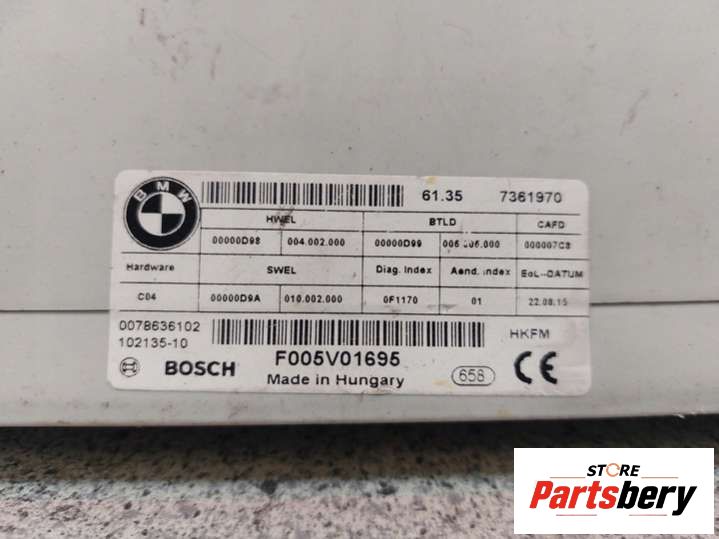 BMW
61.35 7361970
HWEL BTLD CAFD
00000D98 004.002.000 00000D99 000007C8
Hardware SWEL Diag. Index Aend. Index EoL-DATUM
C04 00000D9A 010.002.000 0F1170 01 22.08.15
0078636102
102135-10
HKFM
BOSCH F005V01695
Made in Hungary
658 CE
STORE
Partsbery